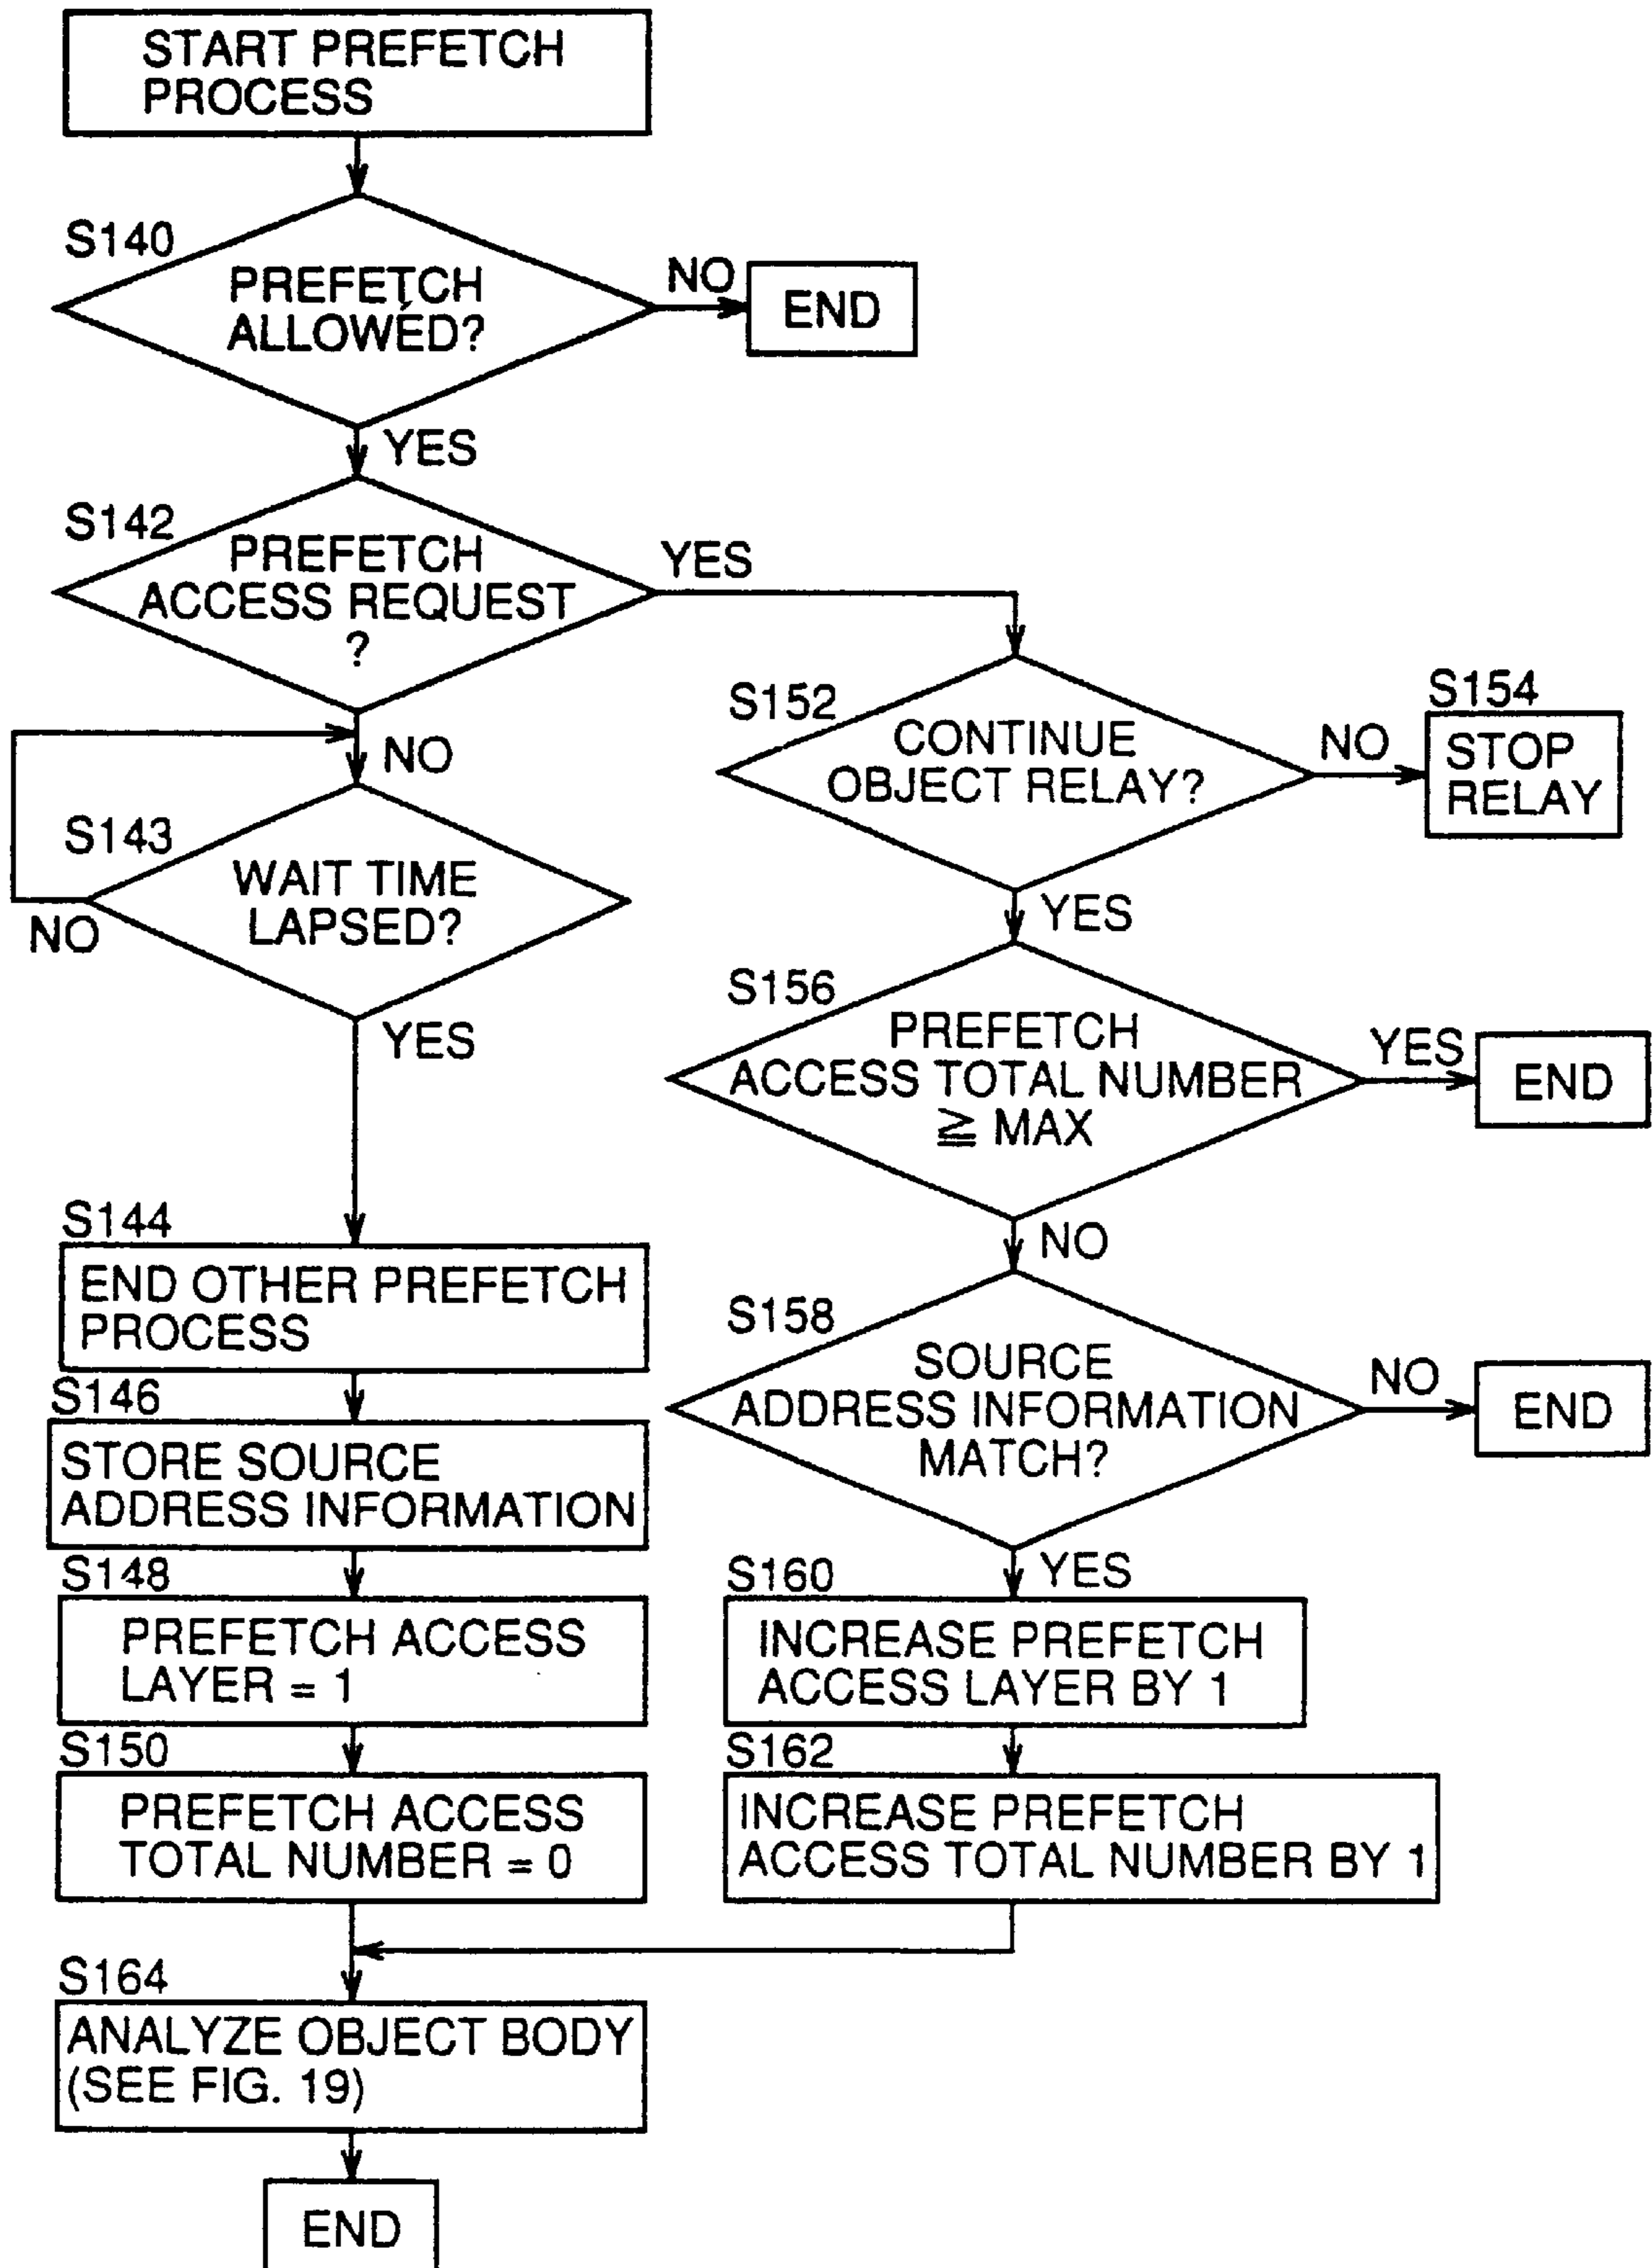 START PREFETCH
PROCESS
S140
PREFETCH
ALLOWED?
NO
END
YES
S142
PREFETCH
ACCESS REQUEST
?
YES
NO
S143
WAIT TIME
LAPSED?
NO
YES
S152
CONTINUE
OBJECT RELAY?
NO
S154
STOP
RELAY
YES
S156
PREFETCH
ACCESS TOTAL NUMBER
≧ MAX
YES
END
NO
S158
SOURCE
ADDRESS INFORMATION
MATCH?
NO
END
YES
S144
END OTHER PREFETCH
PROCESS
S146
STORE SOURCE
ADDRESS INFORMATION
S148
PREFETCH ACCESS
LAYER = 1
S150
PREFETCH ACCESS
TOTAL NUMBER = 0
S160
INCREASE PREFETCH
ACCESS LAYER BY 1
S162
INCREASE PREFETCH
ACCESS TOTAL NUMBER BY 1
S164
ANALYZE OBJECT BODY
(SEE FIG. 19)
END